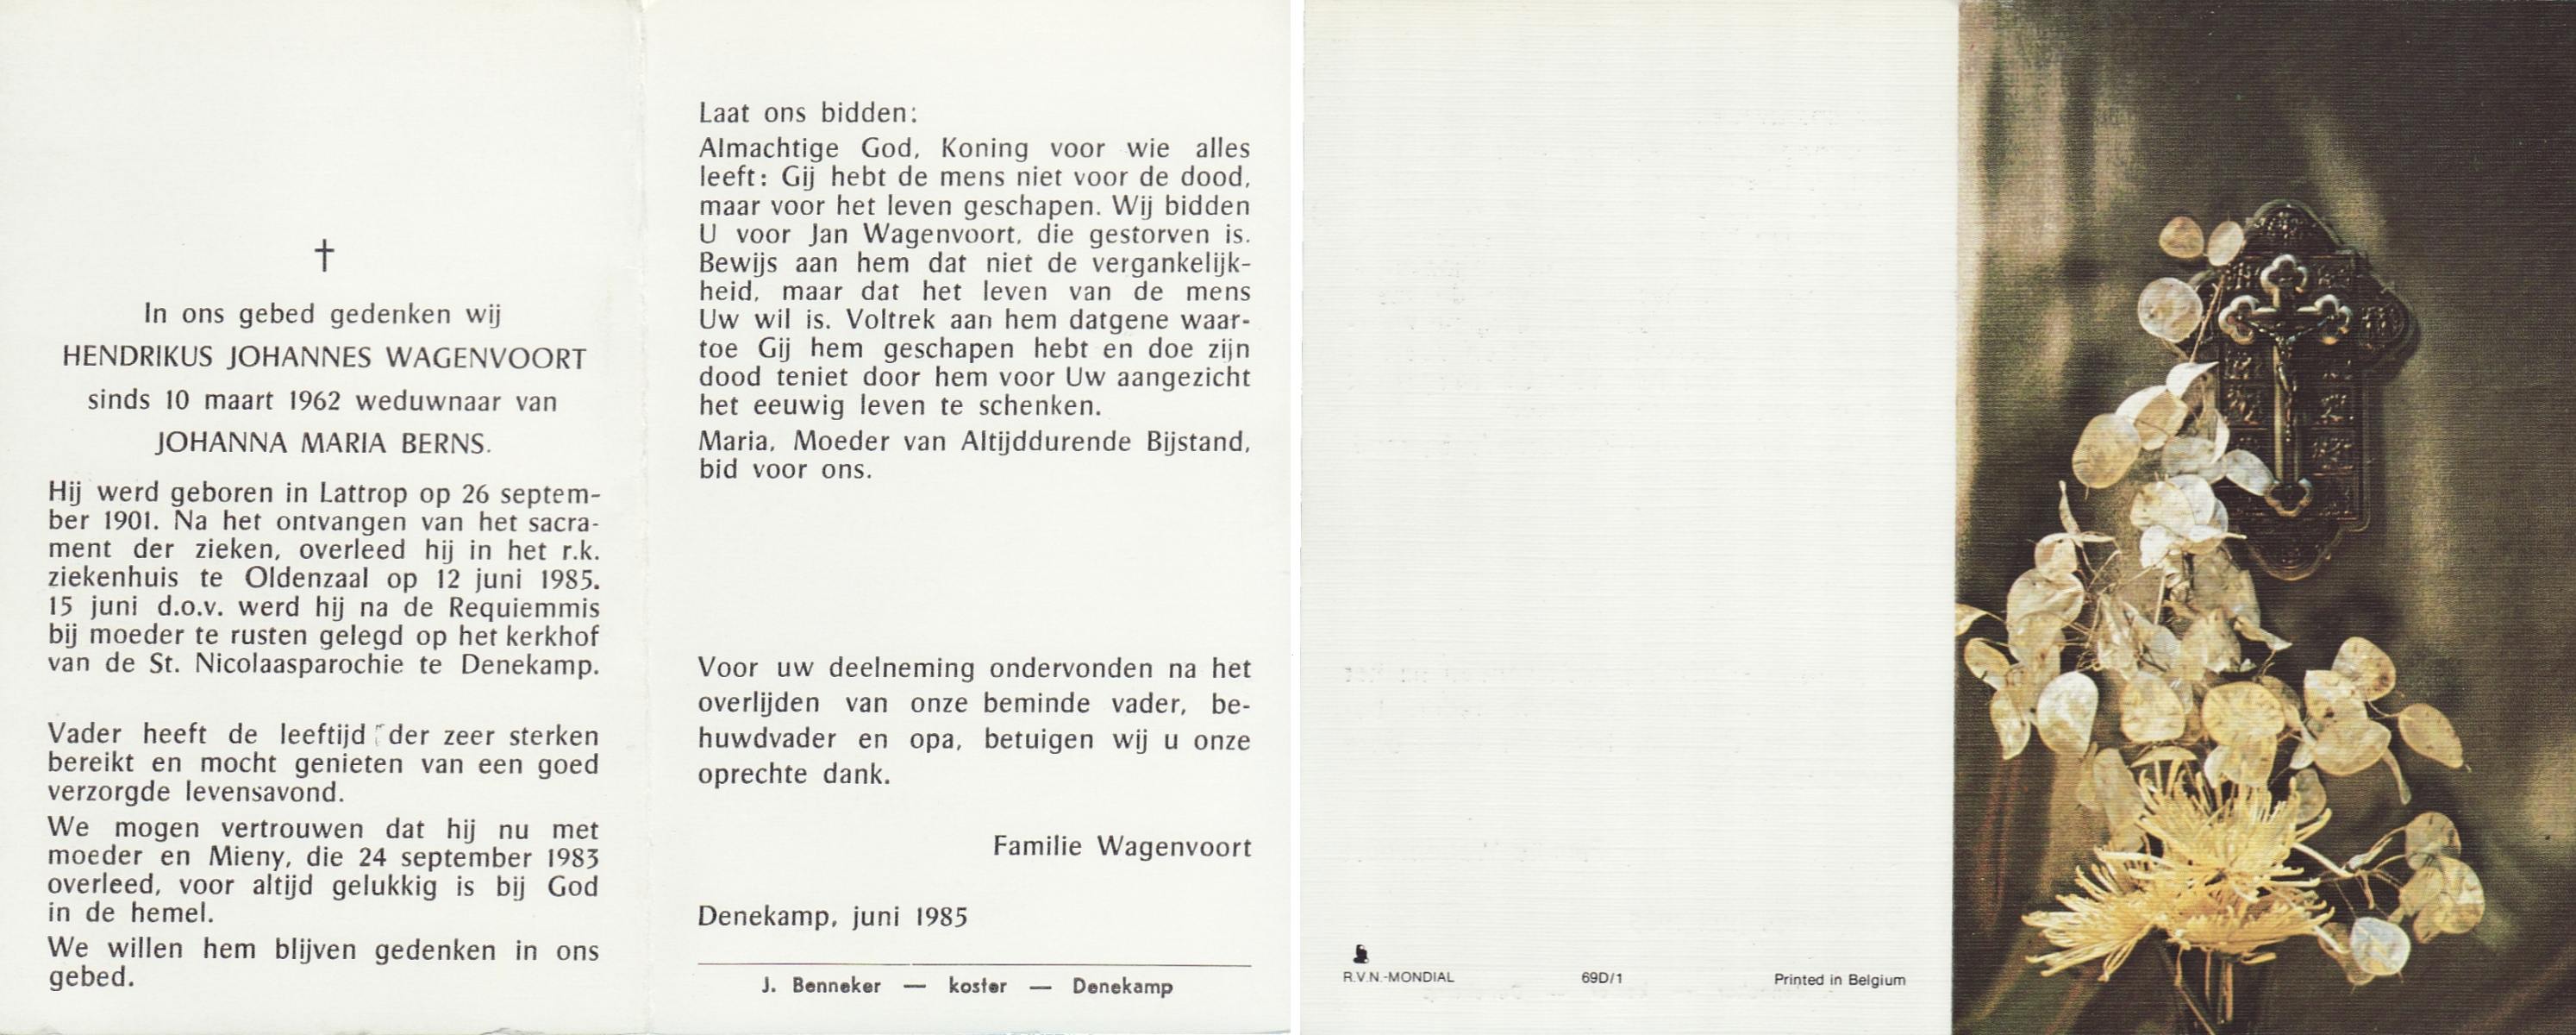 In ons gebed gedenken wij
HENDRIKUS JOHANNES WAGENVOORT
sinds 10 maart 1962 weduwnaar van
JOHANNA MARIA BERNS.
Hij werd geboren in Lattrop op 26 septem-
ber 1901. Na het ontvangen van het sacra-
ment der zieken, overleed hij in het r.k.
ziekenhuis te Oldenzaal op 12 juni 1985.
15 juni d.o.v. werd hij na de Requiemmis
bij moeder te rusten gelegd op het kerkhof
van de St. Nicolaasparochie te Denekamp.
Vader heeft de leeftijd der zeer sterken
bereikt en mocht genieten van een goed
verzorgde levensavond.
We mogen vertrouwen dat hij nu met
moeder en Mieny, die 24 september 1983
overleed, voor altijd gelukkig is bij God
in de hemel.
We willen hem blijven gedenken in ons
gebed.
Laat ons bidden:
Almachtige God, Koning voor wie alles
leeft: Gij hebt de mens niet voor de dood,
maar voor het leven geschapen. Wij bidden
U voor Jan Wagenvoort, die gestorven is.
Bewijs aan hem dat niet de vergankelijk-
heid, maar dat het leven van de mens
Uw wil is. Voltrek aan hem datgene waar-
toe Gij hem geschapen hebt en doe zijn
dood teniet door hem voor Uw aangezicht
het eeuwig leven te schenken.
Maria, Moeder van Altijddurende Bijstand,
bid voor ons.
Voor uw deelneming ondervonden na het
overlijden van onze beminde vader, be-
huwdvader en opa, betuigen wij u onze
oprechte dank.
Familie Wagenvoort
Denekamp, juni 1985
J. Benneker — koster — Denekamp
R.V.N.-MONDIAL 69D/1 Printed in Belgium